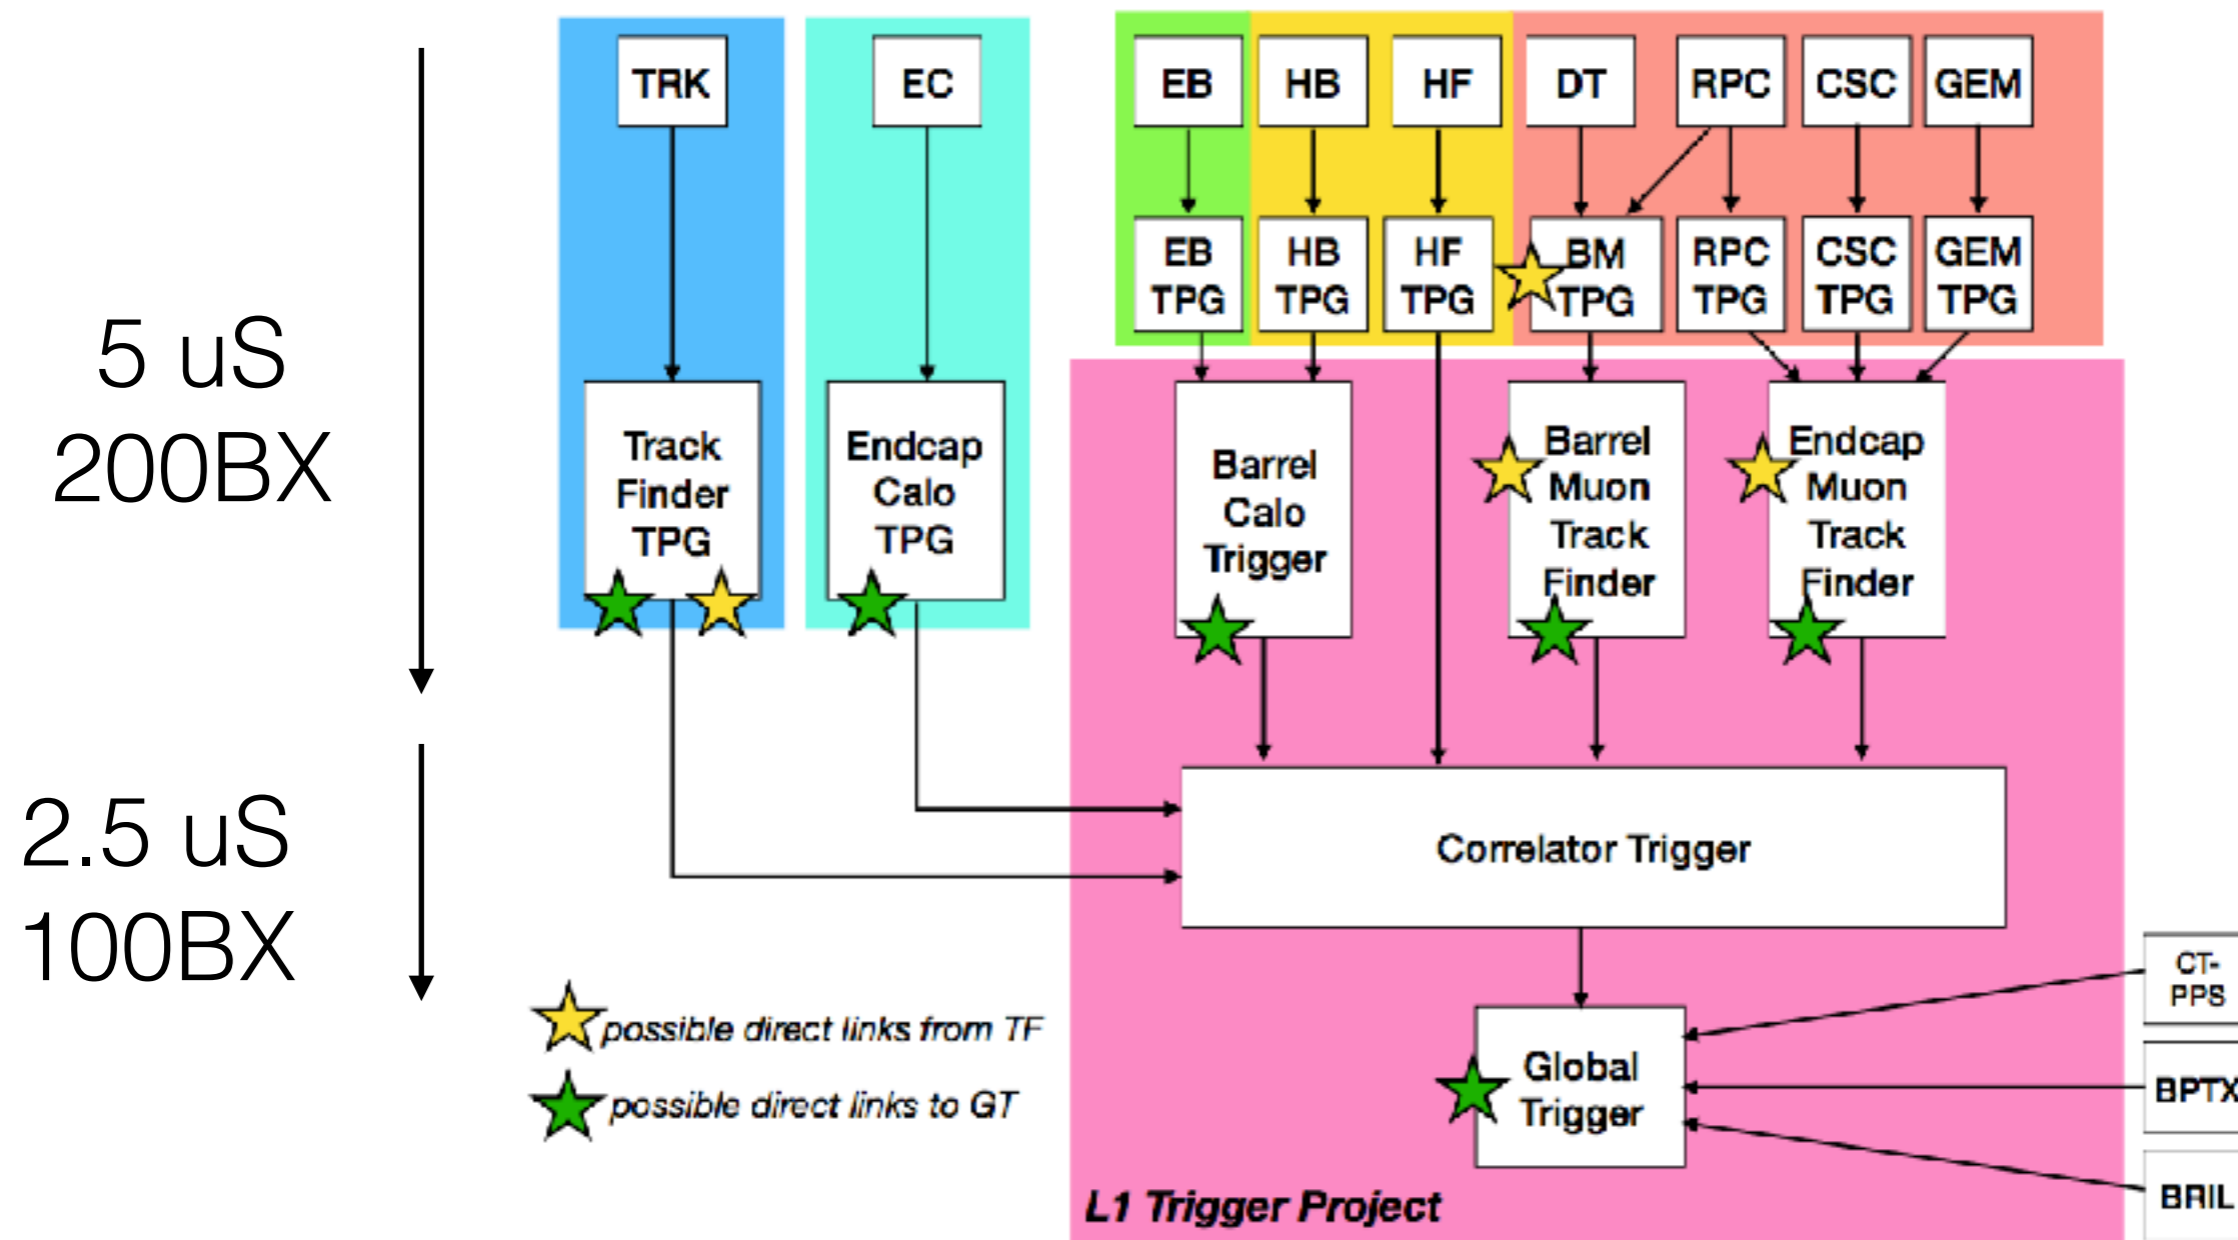 TRK
EC
EB
HB
HF
DT
RPC
CSC
GEM
EB
TPG
HB
TPG
HF
TPG
BM
TPG
RPC
TPG
CSC
TPG
GEM
TPG
5 uS
200BX
Track
Finder
TPG
Endcap
Calo
TPG
Barrel
Calo
Trigger
Barrel
Muon
Track
Finder
Endcap
Muon
Track
Finder
2.5 uS
100BX
Correlator Trigger
possible direct links from TF
possible direct links to GT
Global
Trigger
CT-
PPS
BPTX
BRIL
L1 Trigger Project